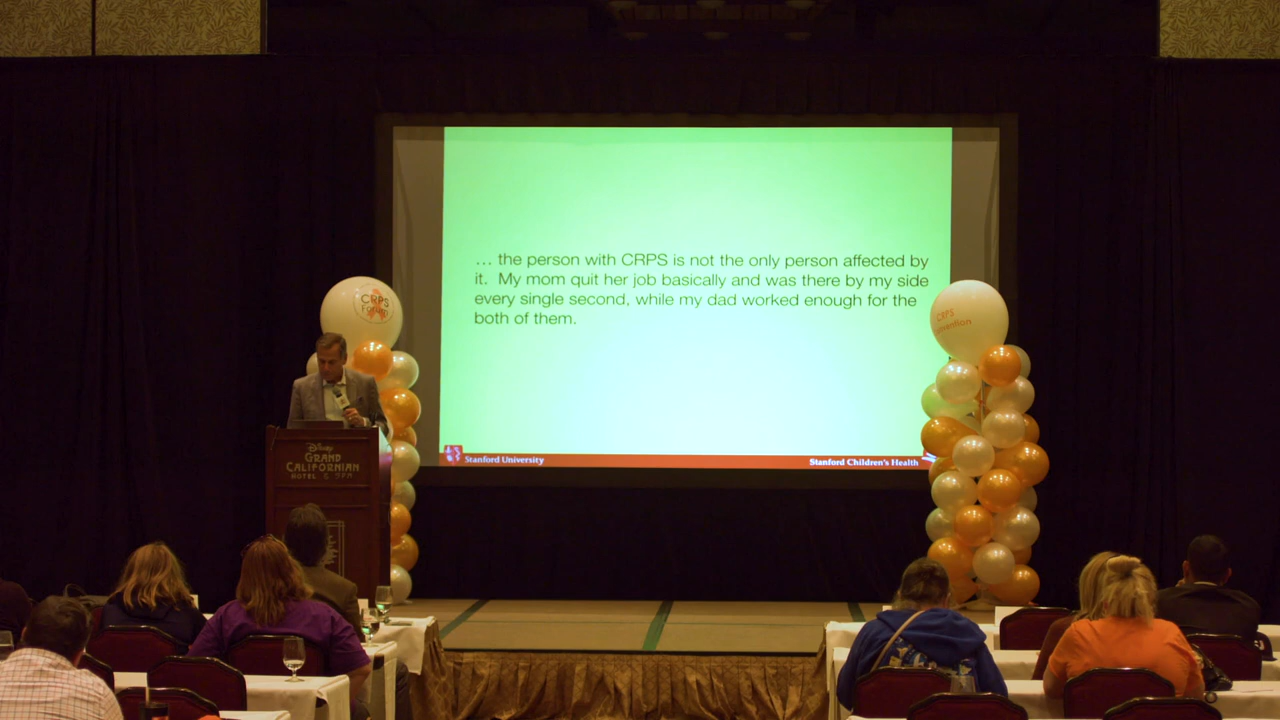 … the person with CRPS is not the only person affected by
it. My mom quit her job basically and was there by my side
every single second, while my dad worked enough for the
both of them.
Stanford University
Stanford Children's Health
CRPS
Forum
CRPS
Disney
GRAND
CALIFORNIAN
HOTEL & SPA